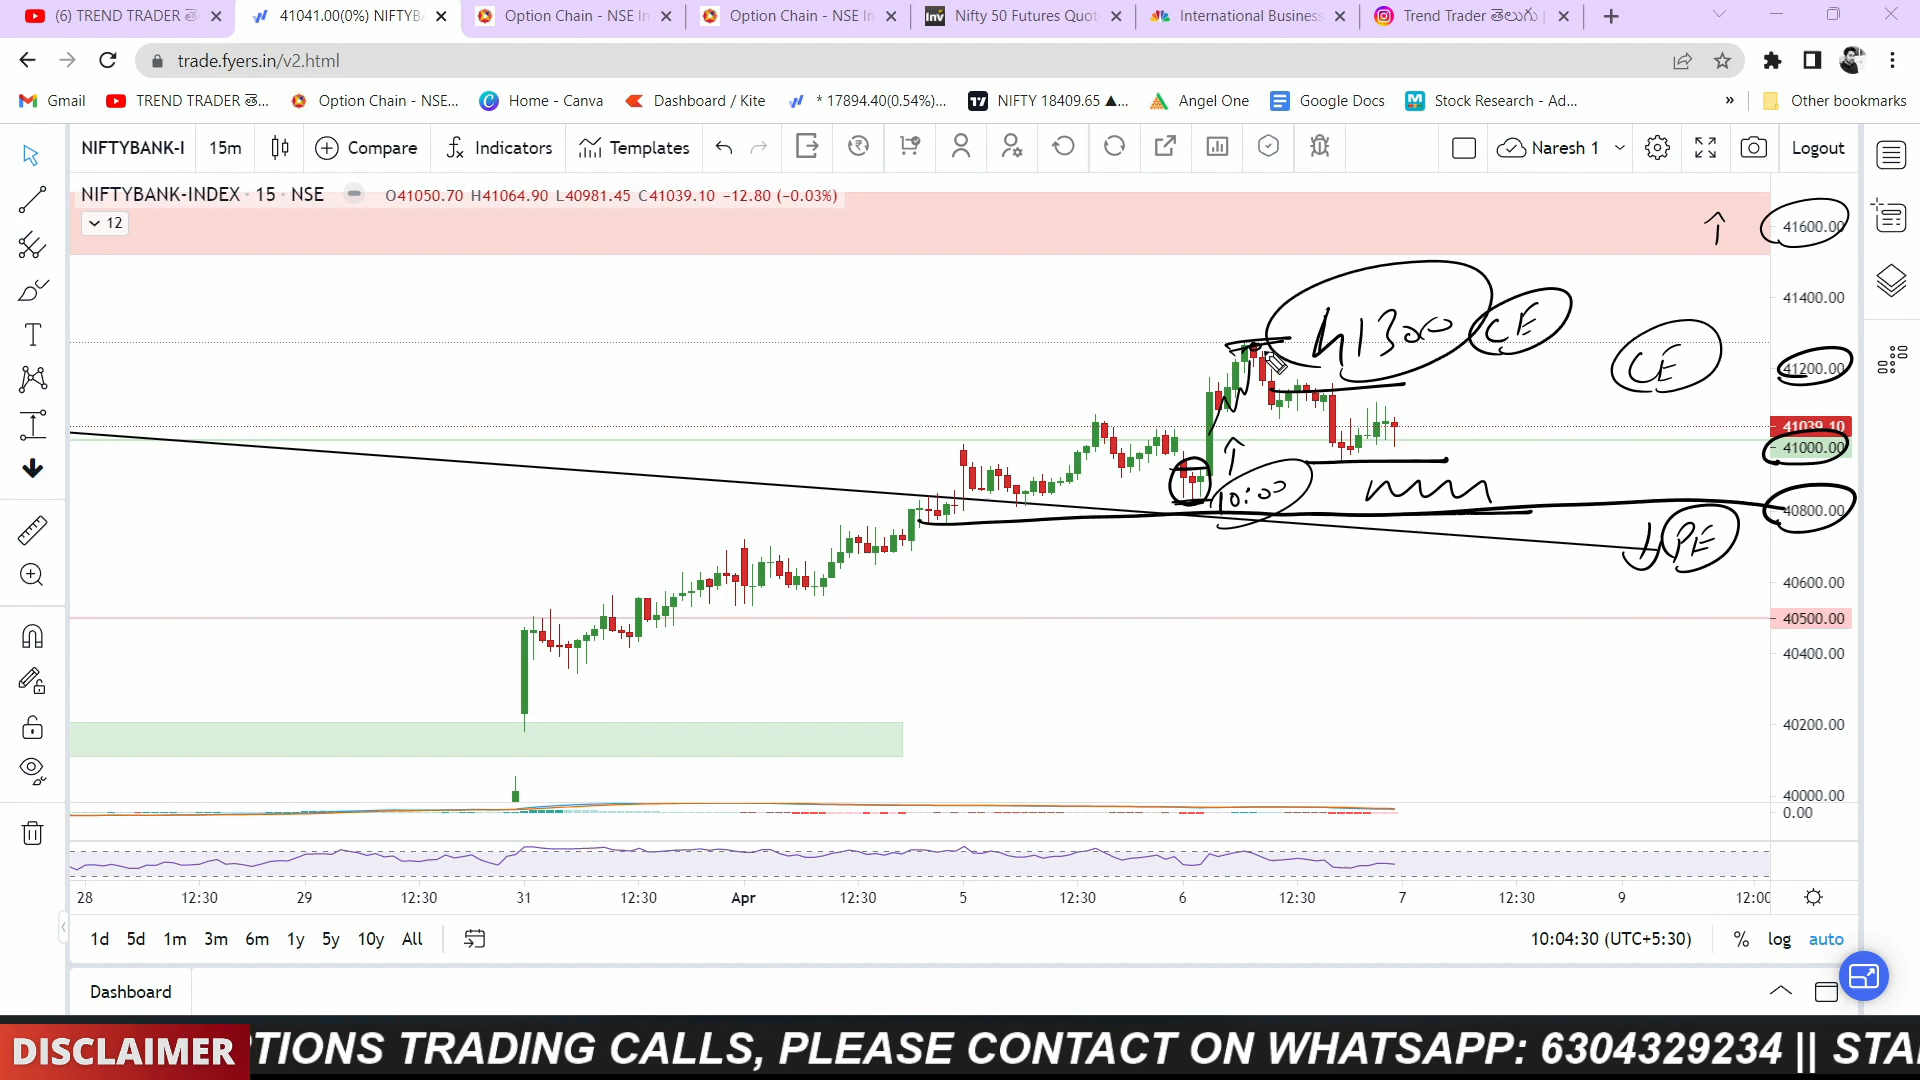 (6) TREND TRADER తె
41041.00(0%) NIFTYB
Option Chain - NSE In
Option Chain - NSE In
Nifty 50 Futures Quot
International Business
Trend Trader తెలుగు |
trade.fyers.in/v2.html
Gmail
TREND TRADER తె...
Option Chain - NSE...
Home - Canva
Dashboard / Kite
* 17894.40(0.54%)...
NIFTY 18409.65 ▲...
Angel One
Google Docs
Stock Research - Ad...
»
Other bookmarks
NIFTYBANK-I
15m
Compare
Indicators
Templates
Naresh 1
Logout
NIFTYBANK-INDEX · 15 · NSE
O41050.70 H41064.90 L40981.45 C41039.10 −12.80 (−0.03%)
12
41600.00
41400.00
41300 CE
CE
41200.00
41039.10
41000.00
10:00
40800.00
PE
40600.00
40500.00
40400.00
40200.00
40000.00
0.00
28 12:30 29 12:30 31 12:30 Apr 12:30 5 12:30 6 12:30 7 12:30 9 12:00
1d 5d 1m 3m 6m 1y 5y 10y All
10:04:30 (UTC+5:30)
% log auto
Dashboard
DISCLAIMER
TIONS TRADING CALLS, PLEASE CONTACT ON WHATSAPP: 6304329234 || STA